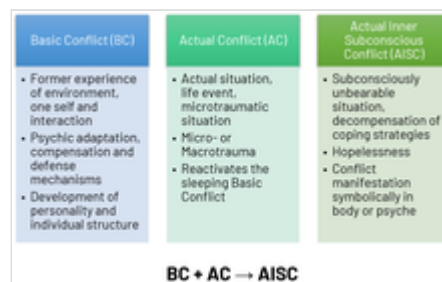 Basic Conflict (BC)
• Former experience
of environment,
one self and
interaction
• Psychic adaptation,
compensation and
defense
mechanisms
• Development of
personality and
individual structure
Actual Conflict (AC)
• Actual situation,
life event,
microtraumatic
situation
• Micro- or
Macrotrauma
• Reactivates the
sleeping Basic
Conflict
Actual Inner
Subconscious
Conflict (AISC)
• Subconsciously
unbearable
situation,
decompensation of
coping strategies
• Hopelessness
• Conflict
manifestation
symbolically in
body or psyche
BC + AC → AISC